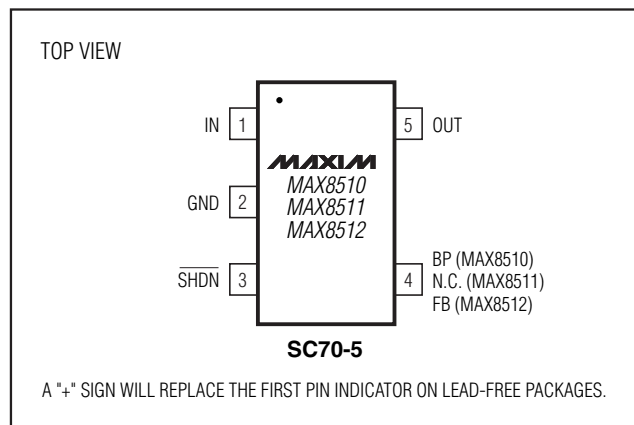 TOP VIEW
IN 1
5 OUT
MAXIM
MAX8510
MAX8511
MAX8512
GND 2
SHDN 3
4
BP (MAX8510)
N.C. (MAX8511)
FB (MAX8512)
SC70-5
A "+" SIGN WILL REPLACE THE FIRST PIN INDICATOR ON LEAD-FREE PACKAGES.